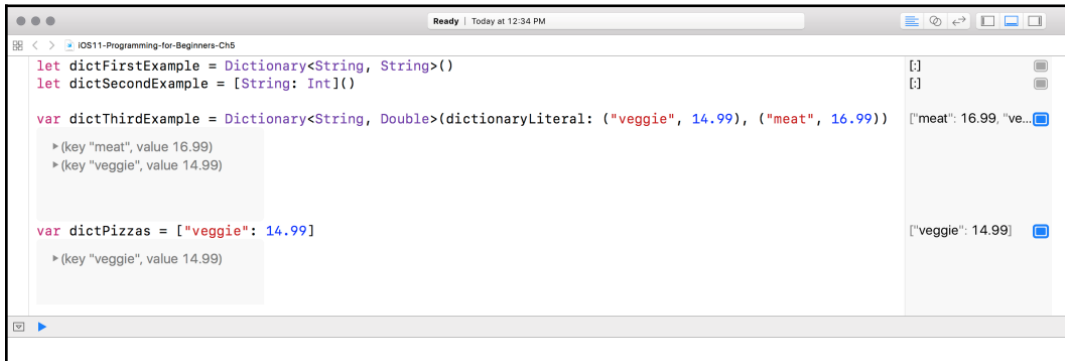 Ready | Today at 12:34 PM
iOS11-Programming-for-Beginners-Ch5
let dictFirstExample = Dictionary<String, String>() [:]
let dictSecondExample = [String: Int]() [:]
var dictThirdExample = Dictionary<String, Double>(dictionaryLiteral: ("veggie", 14.99), ("meat", 16.99)) ["meat": 16.99, "ve...
(key "meat", value 16.99)
(key "veggie", value 14.99)
var dictPizzas = ["veggie": 14.99] ["veggie": 14.99]
(key "veggie", value 14.99)